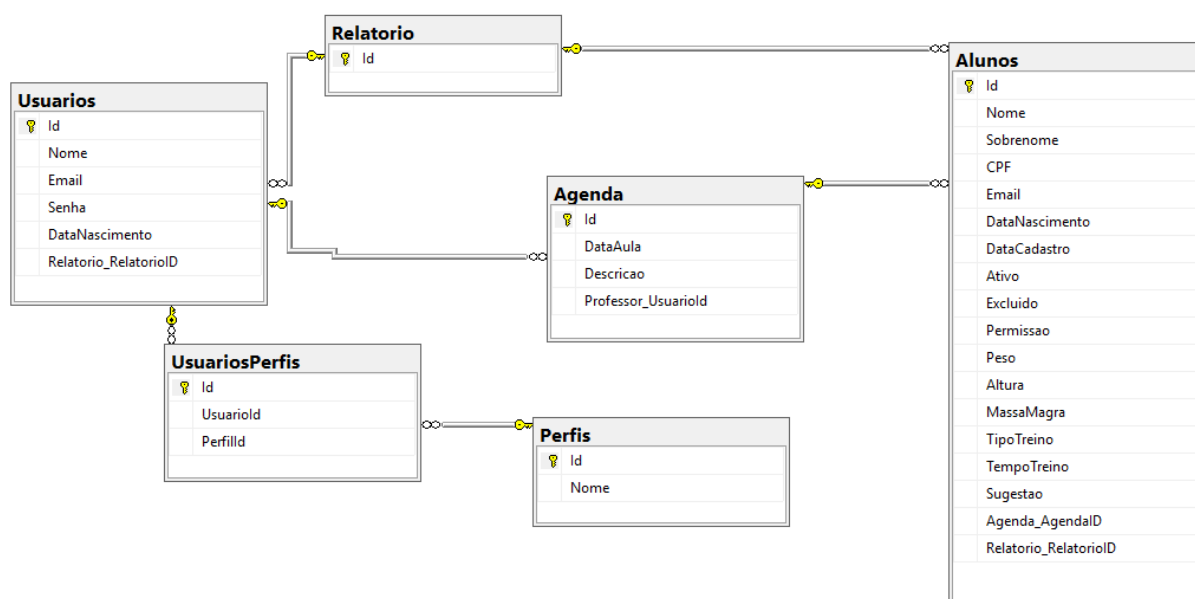 Relatorio
Id
Usuarios
Id
Nome
Email
Senha
DataNascimento
Relatorio_RelatorioID
Agenda
Id
DataAula
Descricao
Professor_UsuarioId
Alunos
Id
Nome
Sobrenome
CPF
Email
DataNascimento
DataCadastro
Ativo
Excluido
Permissao
Peso
Altura
MassaMagra
TipoTreino
TempoTreino
Sugestao
Agenda_AgendaID
Relatorio_RelatorioID
UsuariosPerfis
Id
UsuarioId
PerfilId
Perfis
Id
Nome